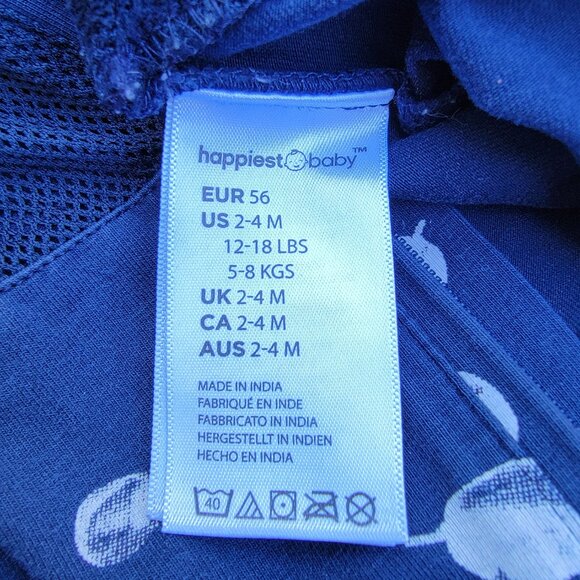 happiest baby™
EUR 56
US 2-4 M
12-18 LBS
5-8 KGS
UK 2-4 M
CA 2-4 M
AUS 2-4 M
MADE IN INDIA
FABRIQUÉ EN INDE
FABBRICATO IN INDIA
HERGESTELLT IN INDIEN
HECHO EN INDIA
40